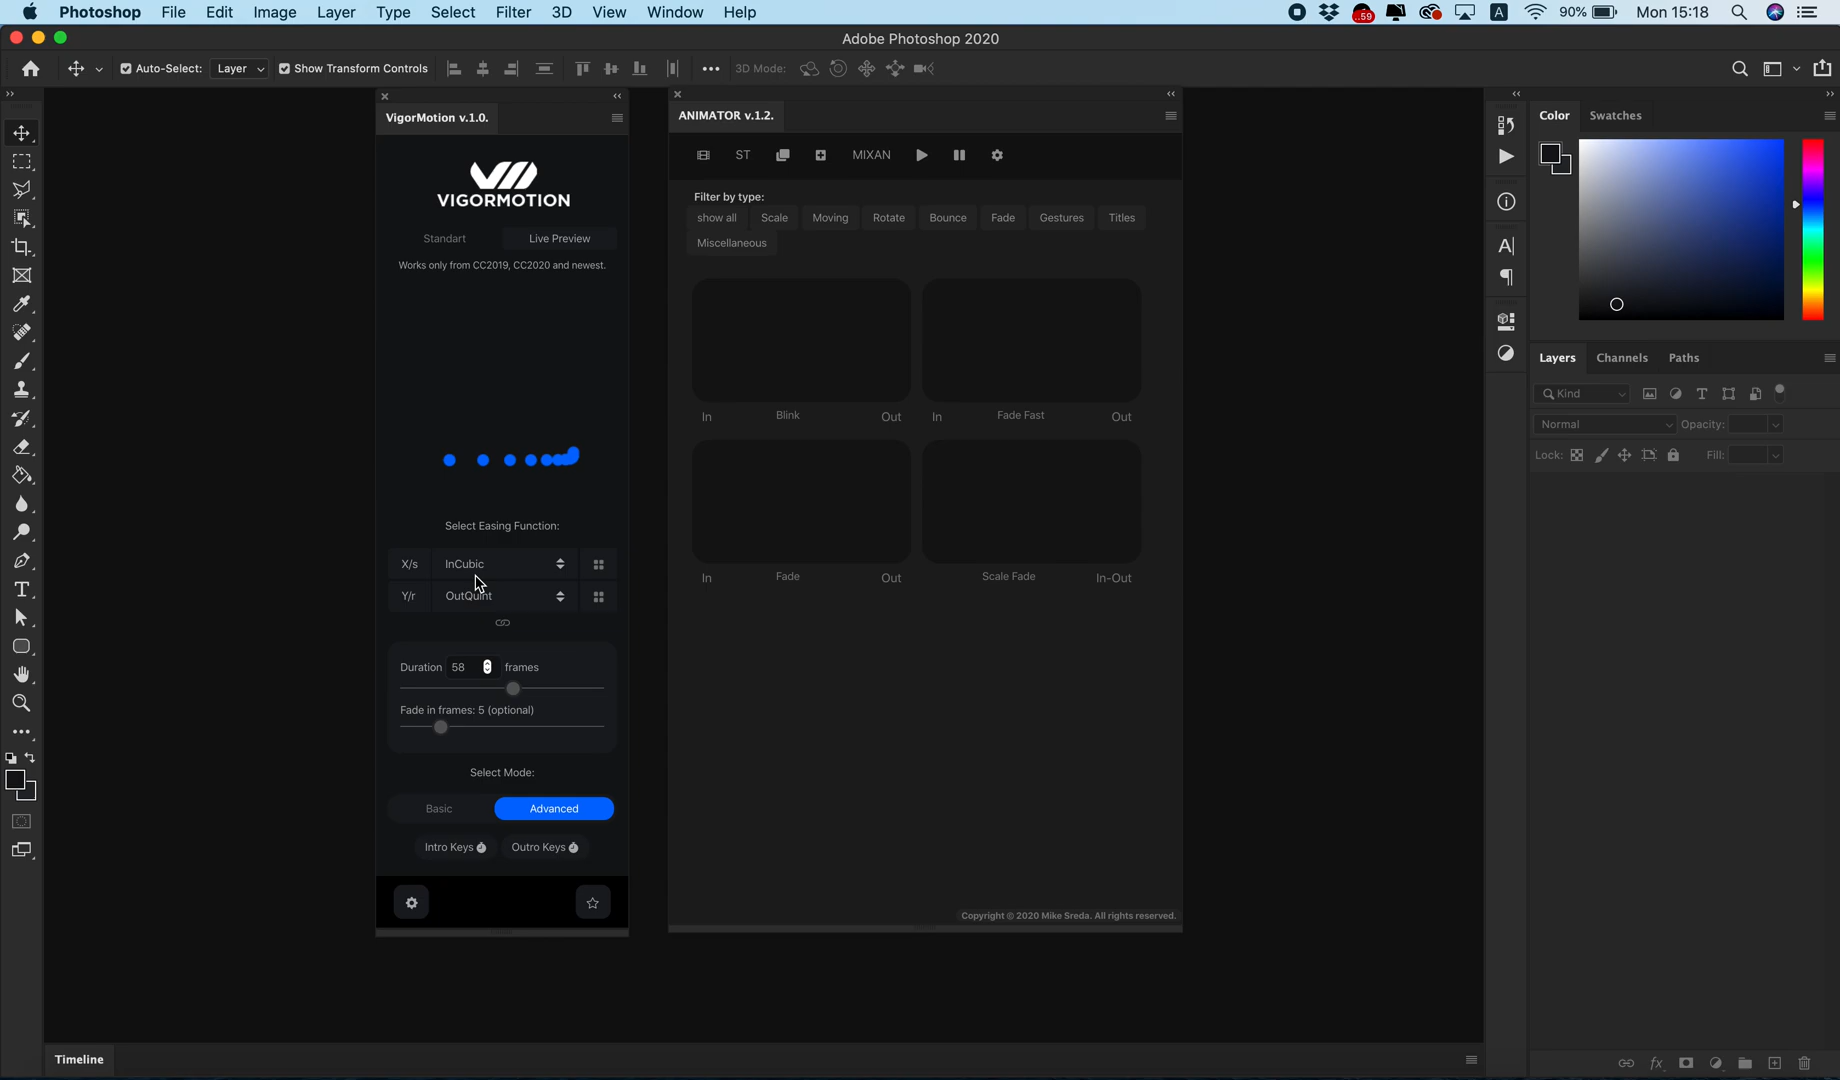 Photoshop File Edit Image Layer Type Select Filter 3D View Window Help .59 A 90% Mon 15:18
Adobe Photoshop 2020
Auto-Select: Layer Show Transform Controls 3D Mode:
VigorMotion v.1.0.
VIGORMOTION
Standart Live Preview
Works only from CC2019, CC2020 and newest.
Select Easing Function:
X/s InCubic
Y/r OutQuint
Duration 58 frames
Fade in frames: 5 (optional)
Select Mode:
Basic Advanced
Intro Keys Outro Keys
ANIMATOR v.1.2.
ST MIXAN
Filter by type:
show all Scale Moving Rotate Bounce Fade Gestures Titles
Miscellaneous
In Blink Out In Fade Fast Out
In Fade Out Scale Fade In-Out
Copyright © 2020 Mike Sreda. All rights reserved.
Color Swatches
Layers Channels Paths
Kind
Normal Opacity:
Lock: Fill:
Timeline